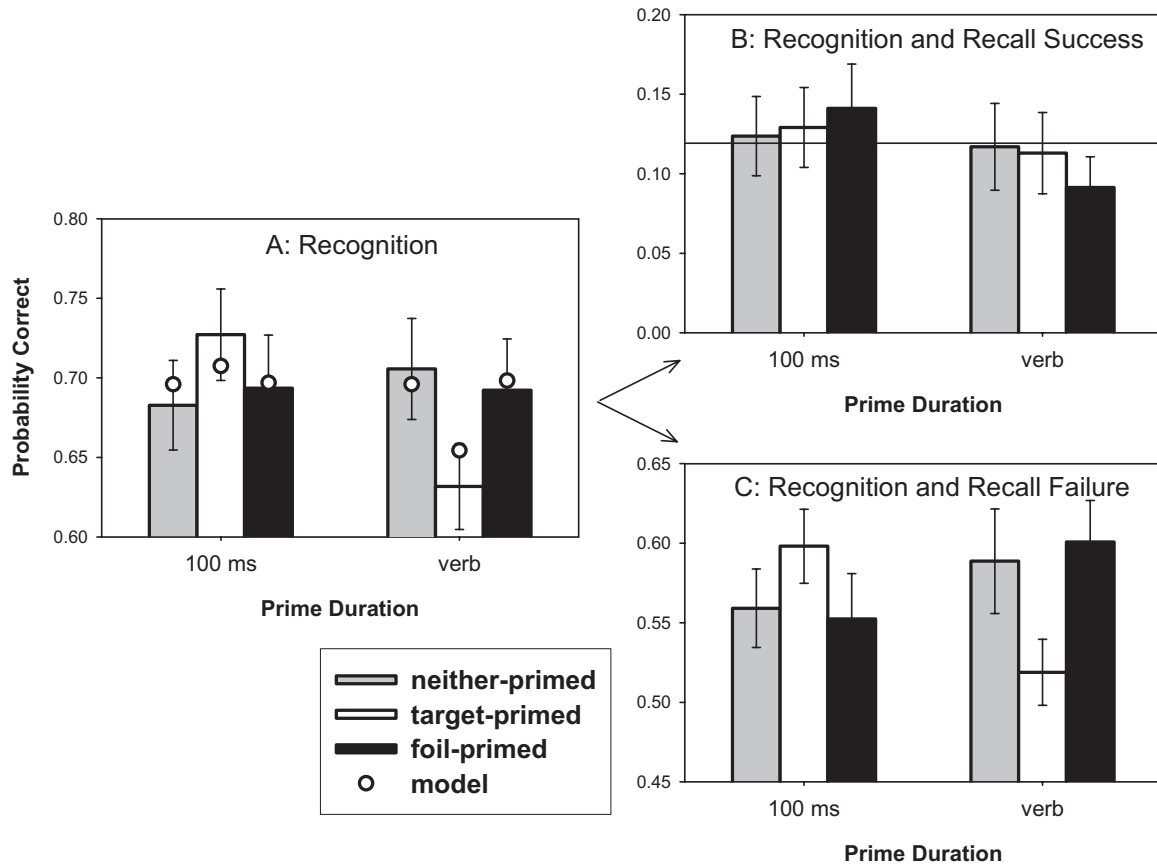 A: Recognition
0.80
0.75
0.70
0.65
0.60
Probability Correct
100 ms
verb
Prime Duration
B: Recognition and Recall Success
0.20
0.15
0.10
0.05
0.00
100 ms
verb
Prime Duration
C: Recognition and Recall Failure
0.65
0.60
0.55
0.50
0.45
100 ms
verb
Prime Duration
neither-primed
target-primed
foil-primed
model